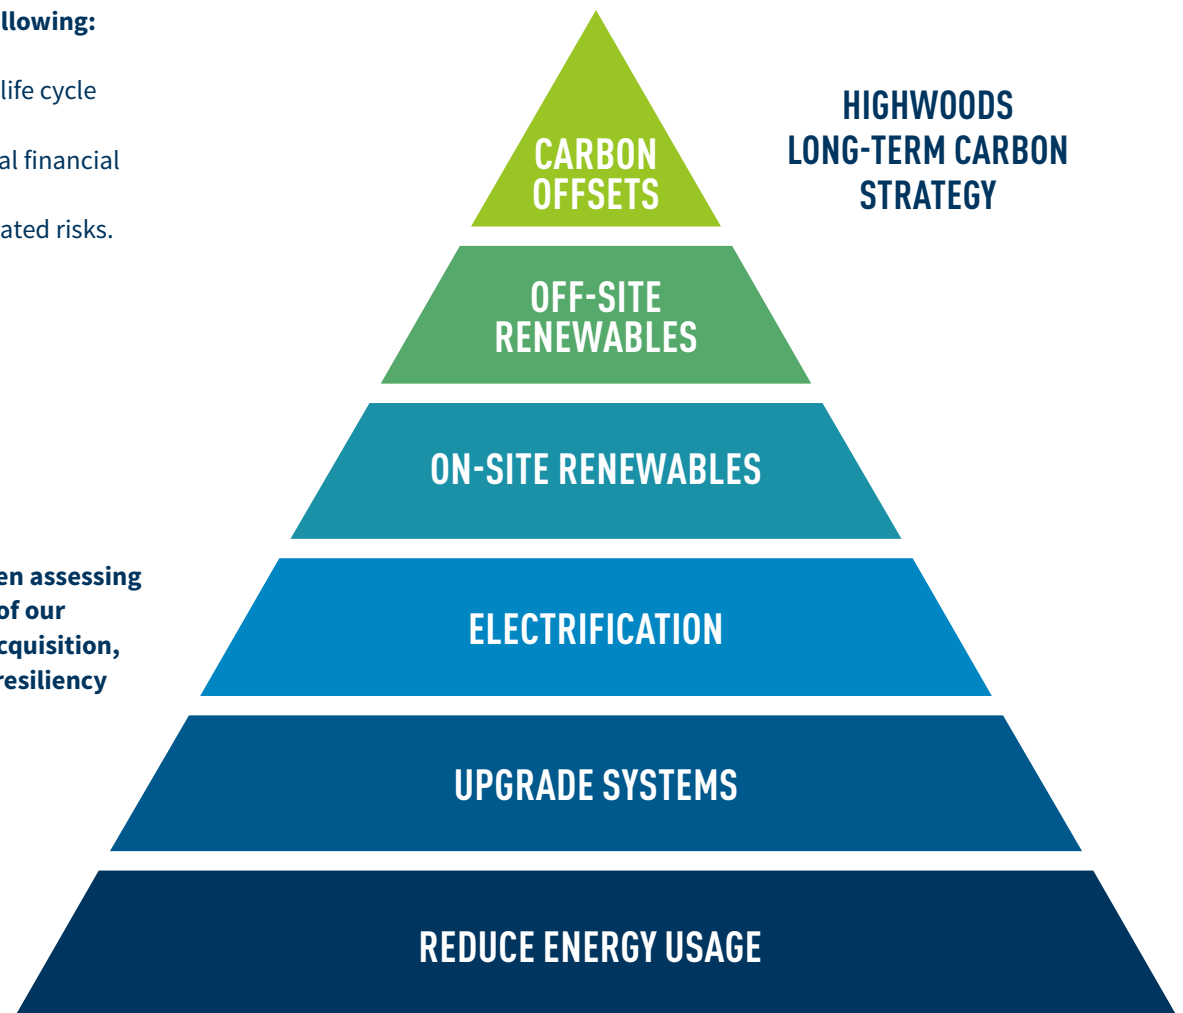 llowing:
life cycle
al financial
ated risks.
en assessing
of our
cquisition,
resiliency
HIGHWOODS
LONG-TERM CARBON
STRATEGY
CARBON
OFFSETS
OFF-SITE
RENEWABLES
ON-SITE RENEWABLES
ELECTRIFICATION
UPGRADE SYSTEMS
REDUCE ENERGY USAGE